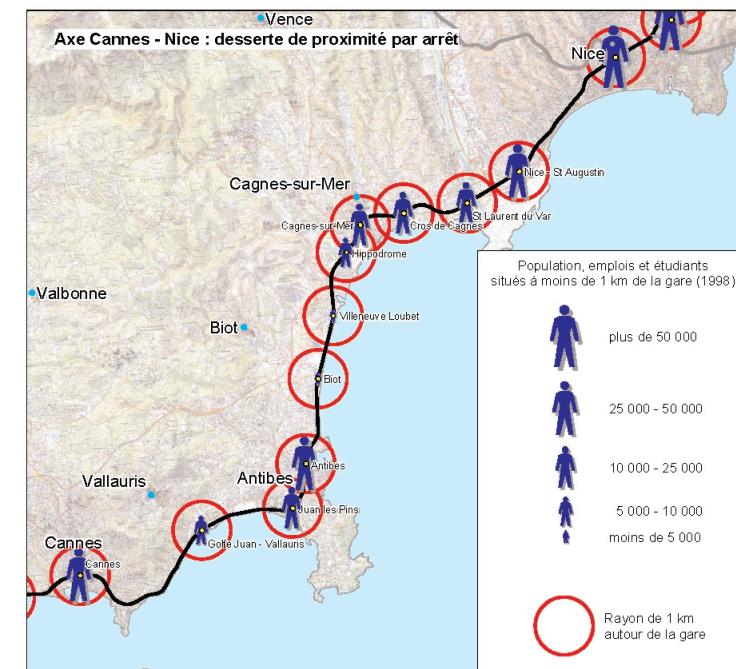 Vence
Axe Cannes - Nice : desserte de proximité par arrêt
Nice
Nice - St Augustin
Cagnes-sur-Mer
St Laurent du Var
Cagnes-sur-Mer
Cros de Cagnes
Hippodrome
Population, emplois et étudiants
situés à moins de 1 km de la gare (1998)
Valbonne
Villeneuve Loubet
Biot
plus de 50 000
Biot
25 000 - 50 000
Antibes
10 000 - 25 000
Vallauris
Antibes
Juan les Pins
5 000 - 10 000
moins de 5 000
Golfe Juan - Vallauris
Cannes
Cannes
Rayon de 1 km
autour de la gare